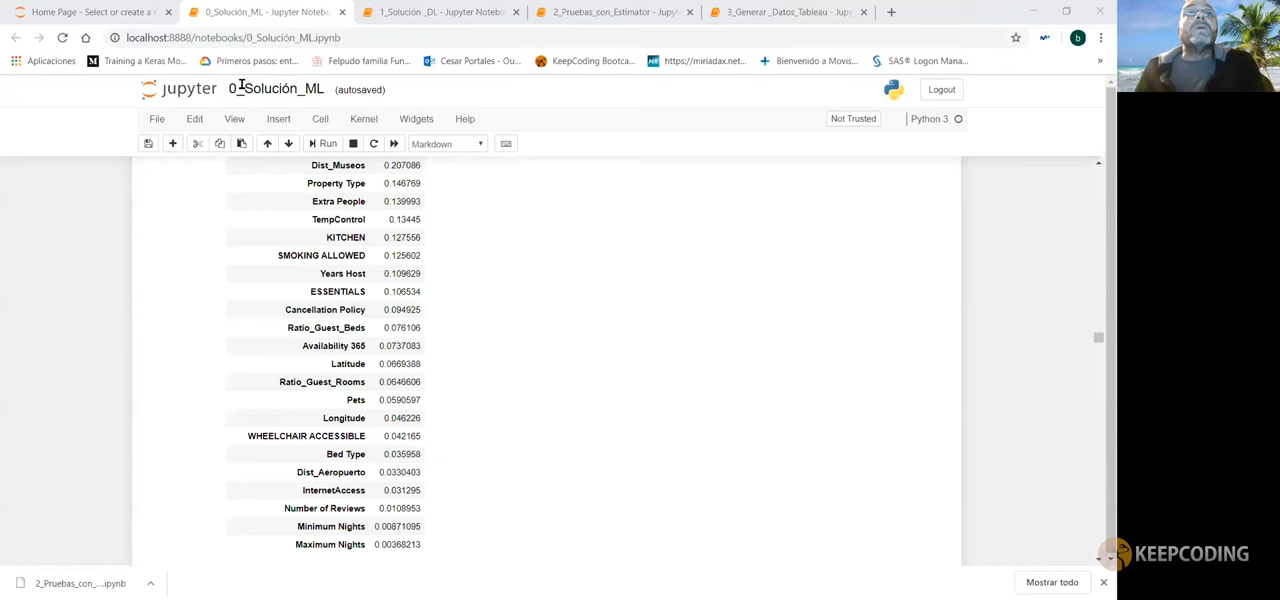 Home Page - Select or create a n
0_Solución_ML - Jupyter Notebo
1_Solución _DL - Jupyter Notebo
2_Pruebas_con_Estimator - Jupyt
3_Generar _Datos_Tableau - Jupy
localhost:8888/notebooks/0_Solución_ML.ipynb
b
Aplicaciones
Training a Keras Mo...
Primeros pasos: ent...
Felpudo familia Fun...
Cesar Portales - Ou...
KeepCoding Bootca...
https://miriadax.net...
Bienvenido a Movis...
SAS® Logon Mana...
»
jupyter 0_Solución_ML (autosaved)
Logout
File Edit View Insert Cell Kernel Widgets Help
Not Trusted
Python 3
Run
Markdown
Dist_Museos 0.207086
Property Type 0.146769
Extra People 0.139993
TempControl 0.13445
KITCHEN 0.127556
SMOKING ALLOWED 0.125602
Years Host 0.109629
ESSENTIALS 0.106534
Cancellation Policy 0.094925
Ratio_Guest_Beds 0.076106
Availability 365 0.0737083
Latitude 0.0669388
Ratio_Guest_Rooms 0.0646606
Pets 0.0590597
Longitude 0.046226
WHEELCHAIR ACCESSIBLE 0.042165
Bed Type 0.035958
Dist_Aeropuerto 0.0330403
InternetAccess 0.031295
Number of Reviews 0.0108953
Minimum Nights 0.00871095
Maximum Nights 0.00368213
KEEPCODING
2_Pruebas_con_....ipynb
Mostrar todo